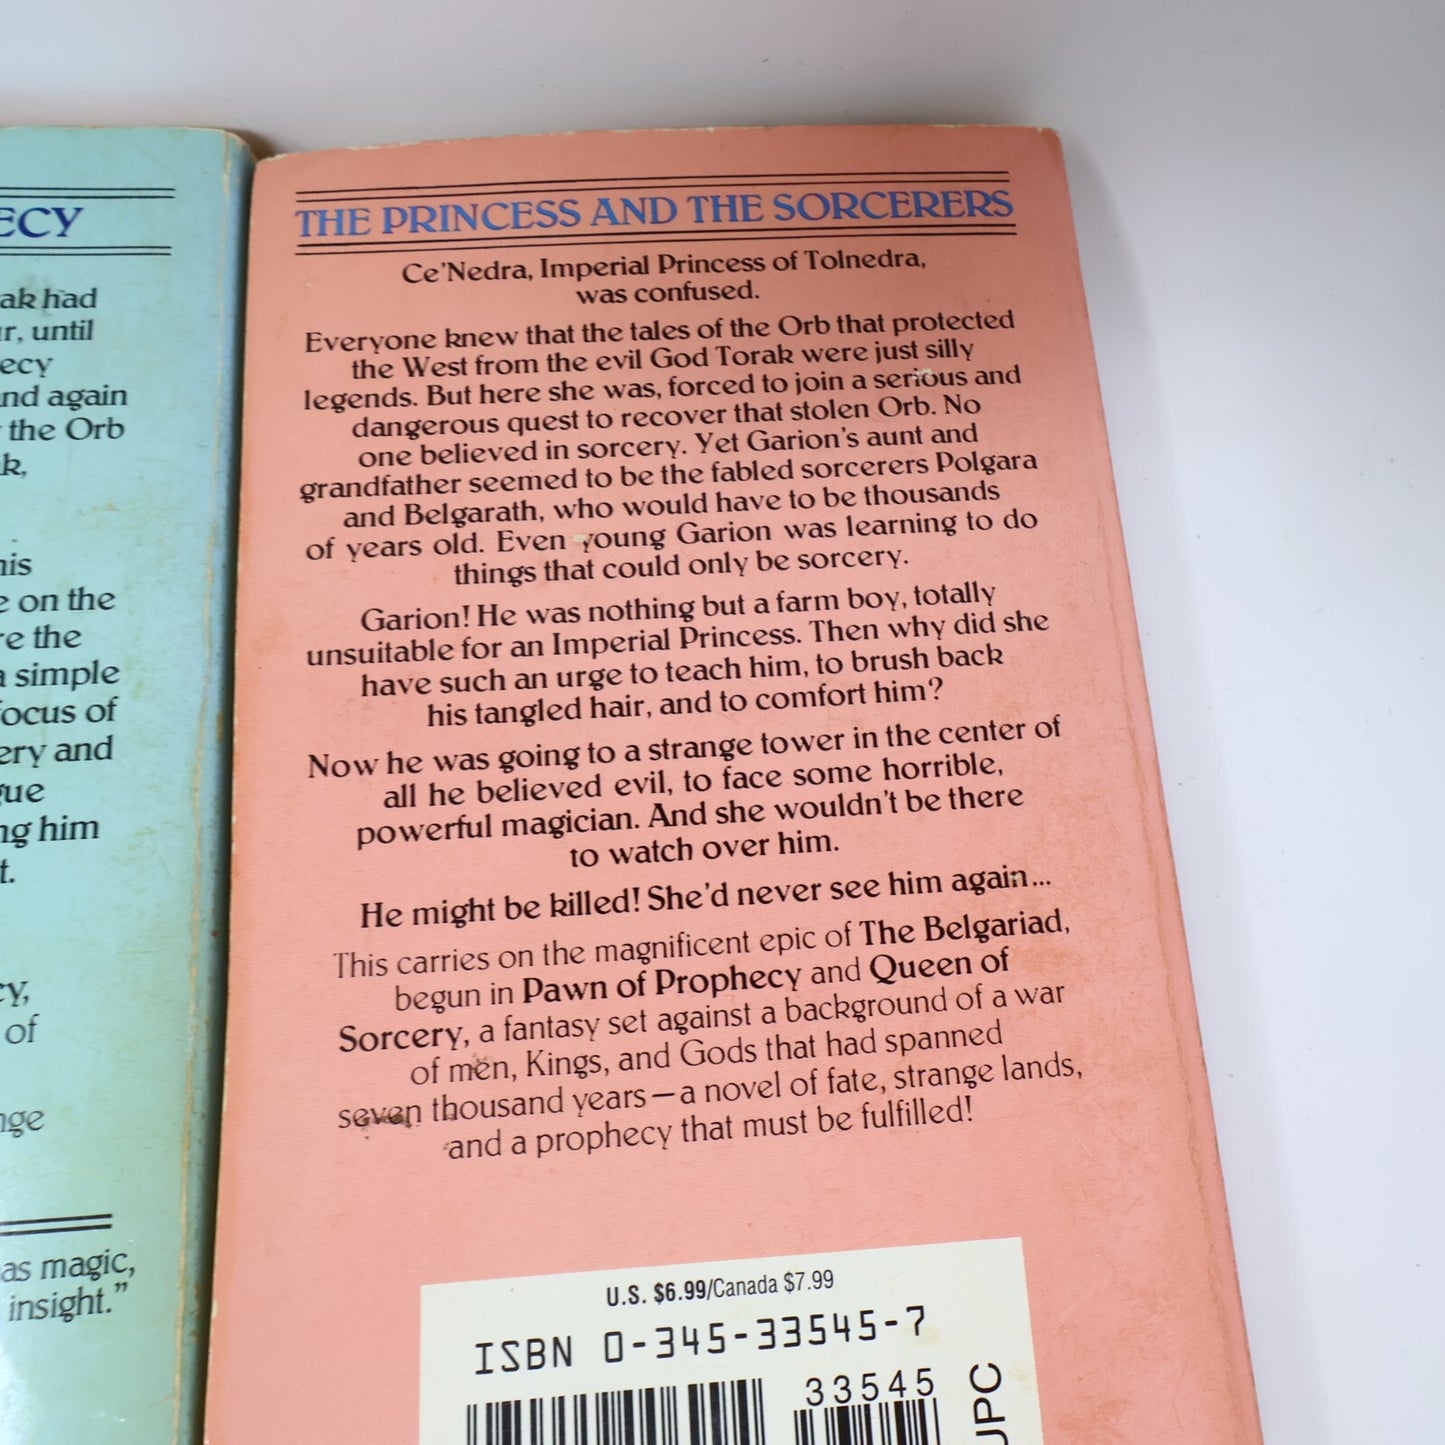 ECY
ak had
r, until
ecy
nd again
the Orb
k,
his
e on the
re the
a simple
focus of
ery and
gue
ng him
t.
cy,
of
nge
as magic,
insight."
THE PRINCESS AND THE SORCERERS
Ce'Nedra, Imperial Princess of Tolnedra,
was confused.
Everyone knew that the tales of the Orb that protected
the West from the evil God Torak were just silly
legends. But here she was, forced to join a serious and
dangerous quest to recover that stolen Orb. No
one believed in sorcery. Yet Garion's aunt and
grandfather seemed to be the fabled sorcerers Polgara
and Belgarath, who would have to be thousands
of years old. Even young Garion was learning to do
things that could only be sorcery.
Garion! He was nothing but a farm boy, totally
unsuitable for an Imperial Princess. Then why did she
have such an urge to teach him, to brush back
his tangled hair, and to comfort him?
Now he was going to a strange tower in the center of
all he believed evil, to face some horrible,
powerful magician. And she wouldn't be there
to watch over him.
He might be killed! She'd never see him again...
This carries on the magnificent epic of The Belgariad,
begun in Pawn of Prophecy and Queen of
Sorcery, a fantasy set against a background of a war
of men, Kings, and Gods that had spanned
seven thousand years—a novel of fate, strange lands,
and a prophecy that must be fulfilled!
U.S. $6.99/Canada $7.99
ISBN 0-345-33545-7
33545
UPC